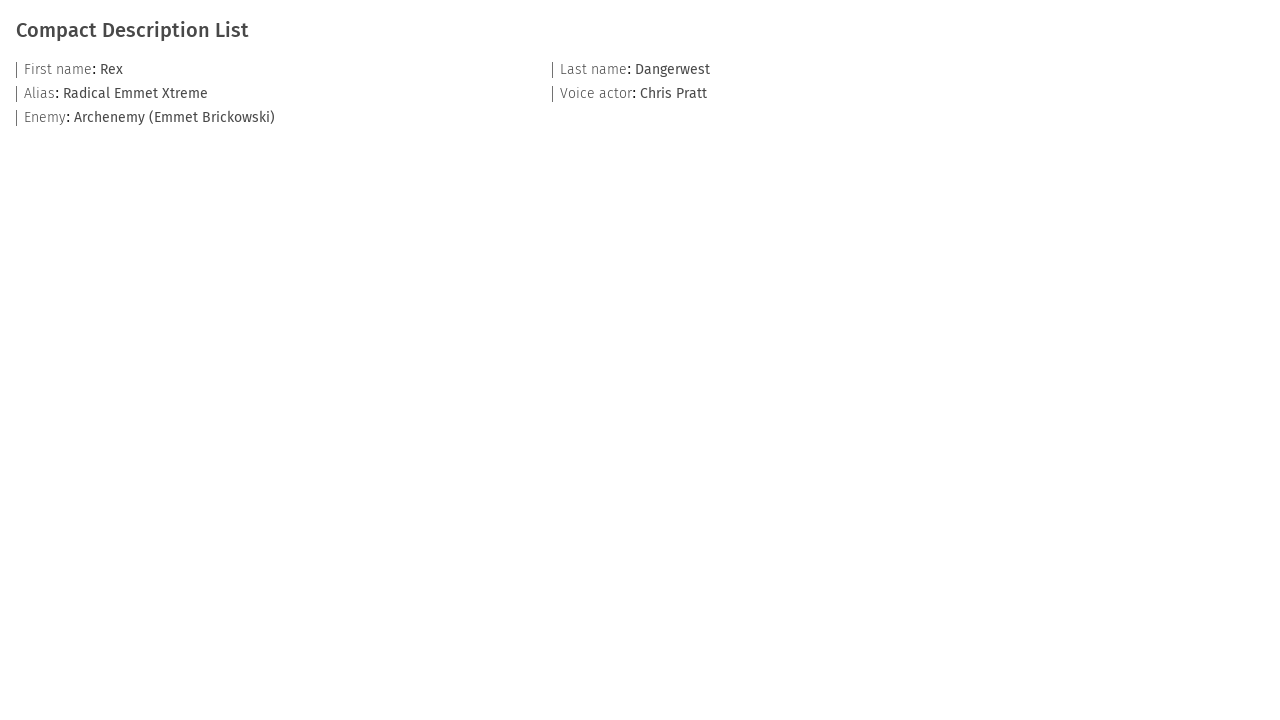 Compact Description List
First name: Rex
Last name: Dangerwest
Alias: Radical Emmet Xtreme
Voice actor: Chris Pratt
Enemy: Archenemy (Emmet Brickowski)